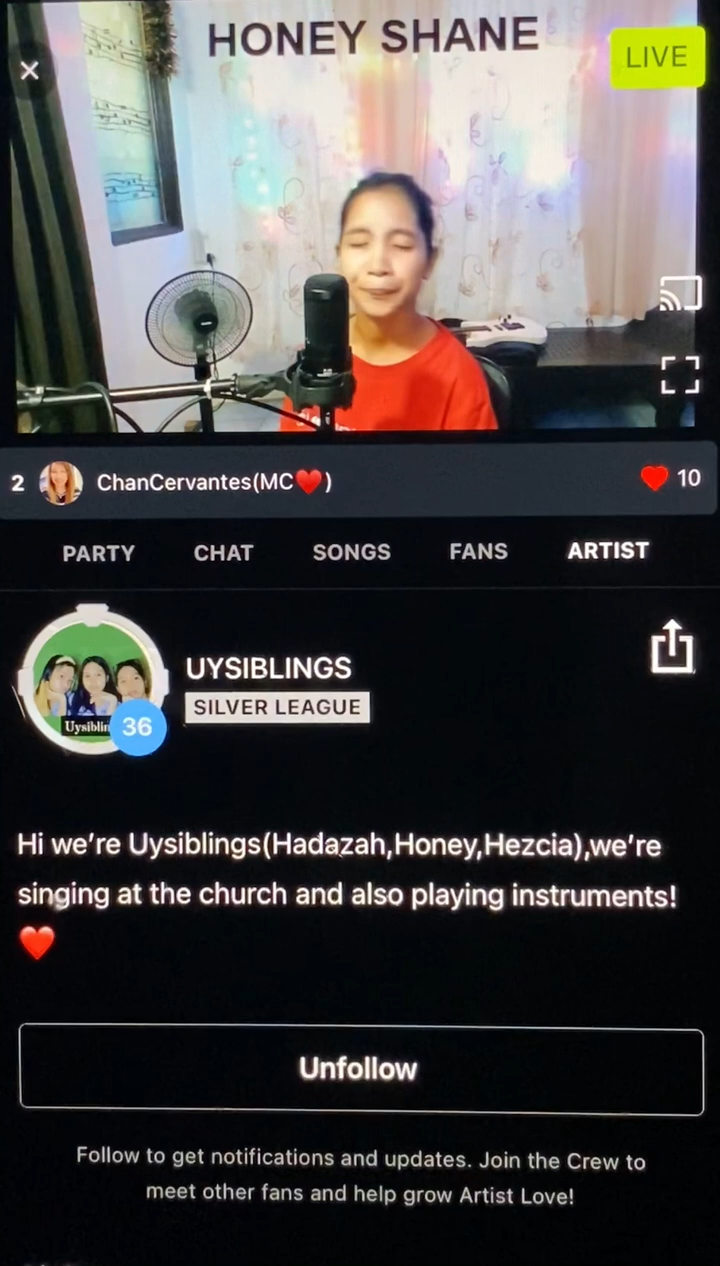 HONEY SHANE
LIVE
2 ChanCervantes(MC❤️) ❤️ 10
PARTY CHAT SONGS FANS ARTIST
UYSIBLINGS
SILVER LEAGUE
Uysiblin
36
Hi we’re Uysiblings(Hadazah,Honey,Hezcia),we’re
singing at the church and also playing instruments!
❤️
Unfollow
Follow to get notifications and updates. Join the Crew to
meet other fans and help grow Artist Love!